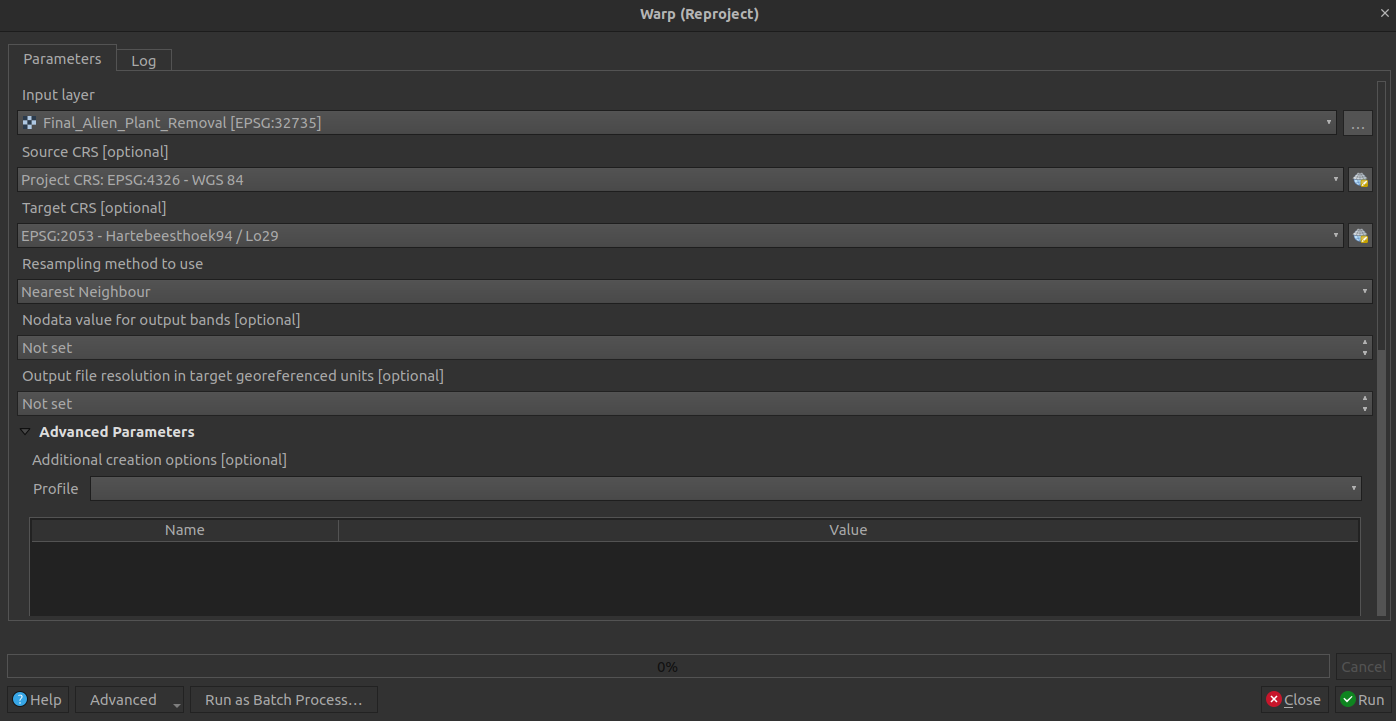 Warp (Reproject)
Parameters
Log
Input layer
Final_Alien_Plant_Removal [EPSG:32735]
...
Source CRS [optional]
Project CRS: EPSG:4326 - WGS 84
Target CRS [optional]
EPSG:2053 - Hartebeesthoek94 / Lo29
Resampling method to use
Nearest Neighbour
Nodata value for output bands [optional]
Not set
Output file resolution in target georeferenced units [optional]
Not set
Advanced Parameters
Additional creation options [optional]
Profile
Name Value
0%
Cancel
Help
Advanced
Run as Batch Process...
Close
Run